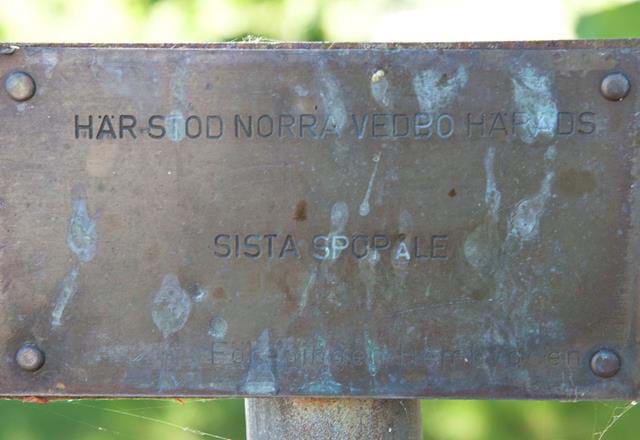 HÄR STOD NORRA VEDBO HÄRADS
SISTA SPÖPÅLE